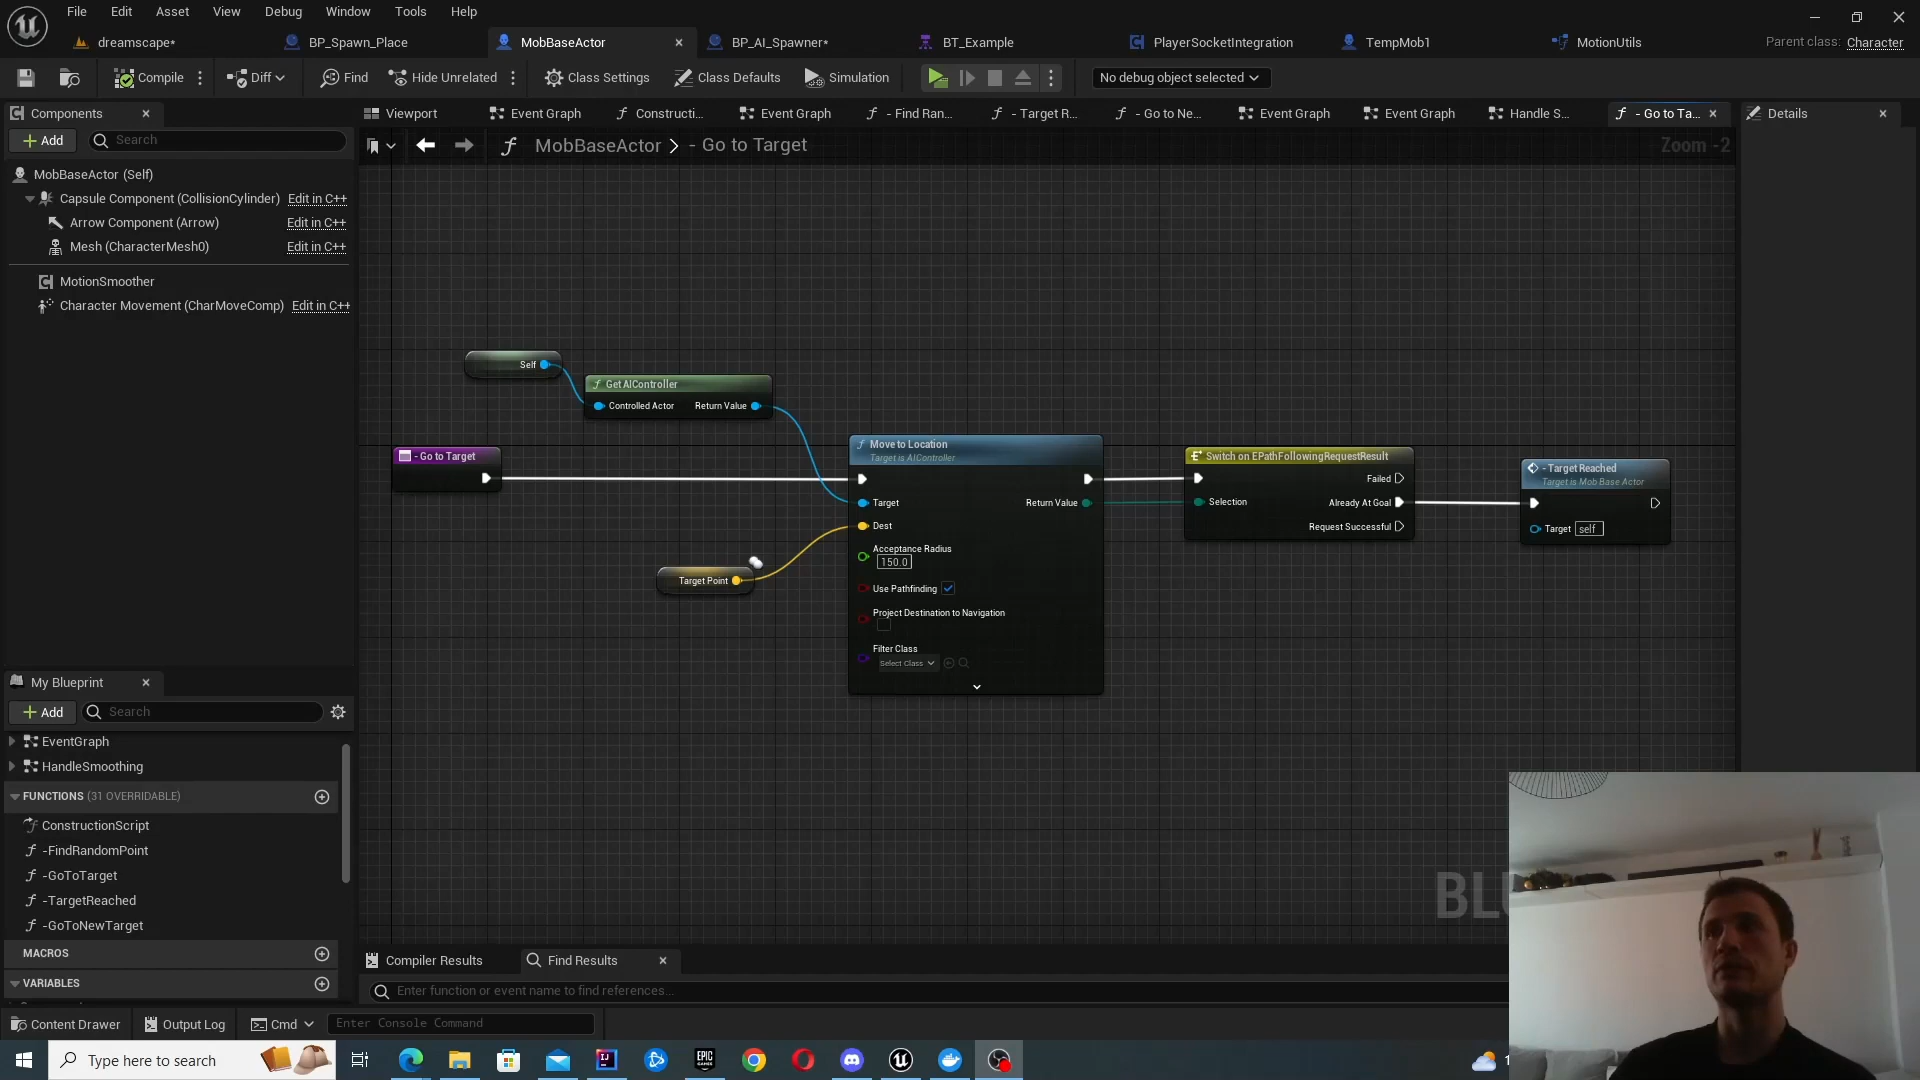 File Edit Asset View Debug Window Tools Help
dreamscape* BP_Spawn_Place MobBaseActor BP_AI_Spawner* BT_Example PlayerSocketIntegration TempMob1 MotionUtils Parent class: Character
Compile Diff Find Hide Unrelated Class Settings Class Defaults Simulation No debug object selected
Components Viewport Event Graph Constructi... Event Graph - Find Ran... - Target R... - Go to Ne... Event Graph Event Graph Handle S... - Go to Ta... Details
Add Search MobBaseActor > - Go to Target Zoom -2
MobBaseActor (Self)
Capsule Component (CollisionCylinder) Edit in C++
Arrow Component (Arrow) Edit in C++
Mesh (CharacterMesh0) Edit in C++
MotionSmoother
Character Movement (CharMoveComp) Edit in C++
Self
Get AIController
Controlled Actor Return Value
- Go to Target
Move to Location
Target is AIController
Target Return Value
Dest
Acceptance Radius
150.0
Use Pathfinding
Project Destination to Navigation
Filter Class
Select Class
Target Point
Switch on EPathFollowingRequestResult
Failed
Selection Already At Goal
Request Successful
- Target Reached
Target is Mob Base Actor
Target self
My Blueprint
Add Search
EventGraph
HandleSmoothing
FUNCTIONS (31 OVERRIDABLE)
ConstructionScript
-FindRandomPoint
-GoToTarget
-TargetReached
-GoToNewTarget
MACROS
VARIABLES
Compiler Results Find Results
Enter function or event name to find references...
Content Drawer Output Log Cmd Enter Console Command
Type here to search
EPIC GAMES